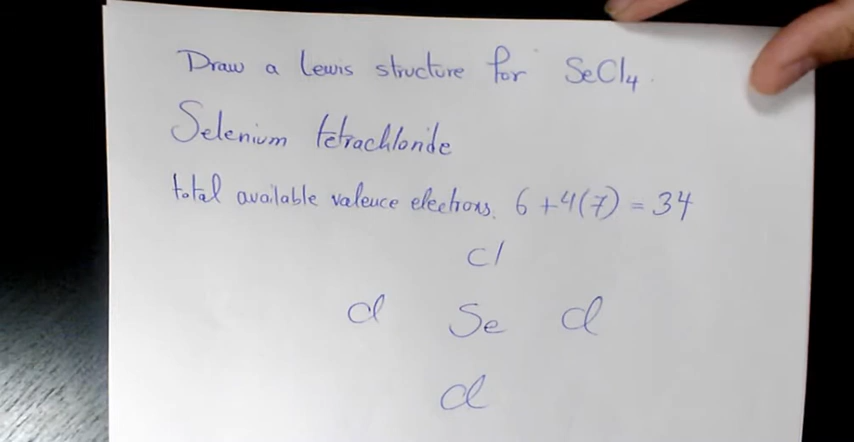 Draw a Lewis structure for SeCl4.
Selenium tetrachloride
total available valence electrons. 6 + 4(7) = 34
Cl
Cl Se Cl
Cl